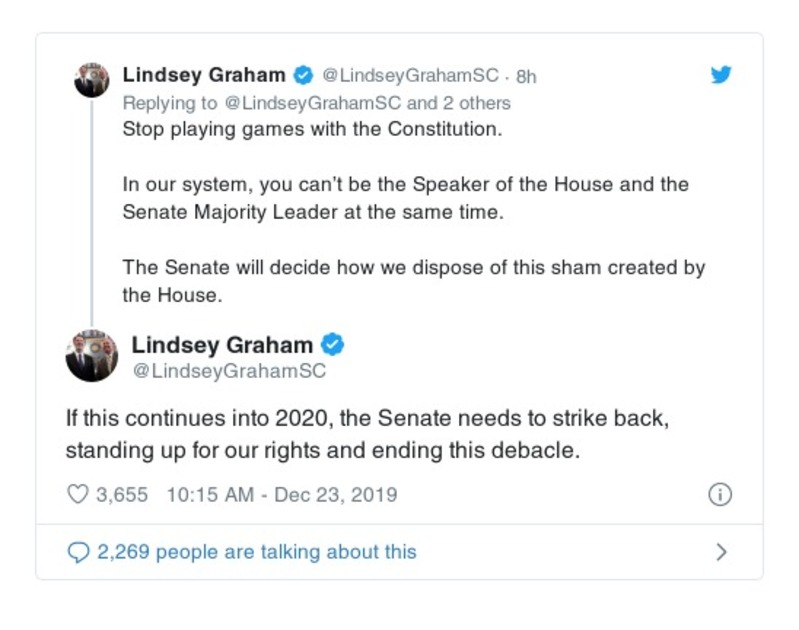 Lindsey Graham @LindseyGrahamSC · 8h
Replying to @LindseyGrahamSC and 2 others
Stop playing games with the Constitution.
In our system, you can't be the Speaker of the House and the
Senate Majority Leader at the same time.
The Senate will decide how we dispose of this sham created by
the House.
Lindsey Graham
@LindseyGrahamSC
If this continues into 2020, the Senate needs to strike back,
standing up for our rights and ending this debacle.
3,655 10:15 AM - Dec 23, 2019
2,269 people are talking about this